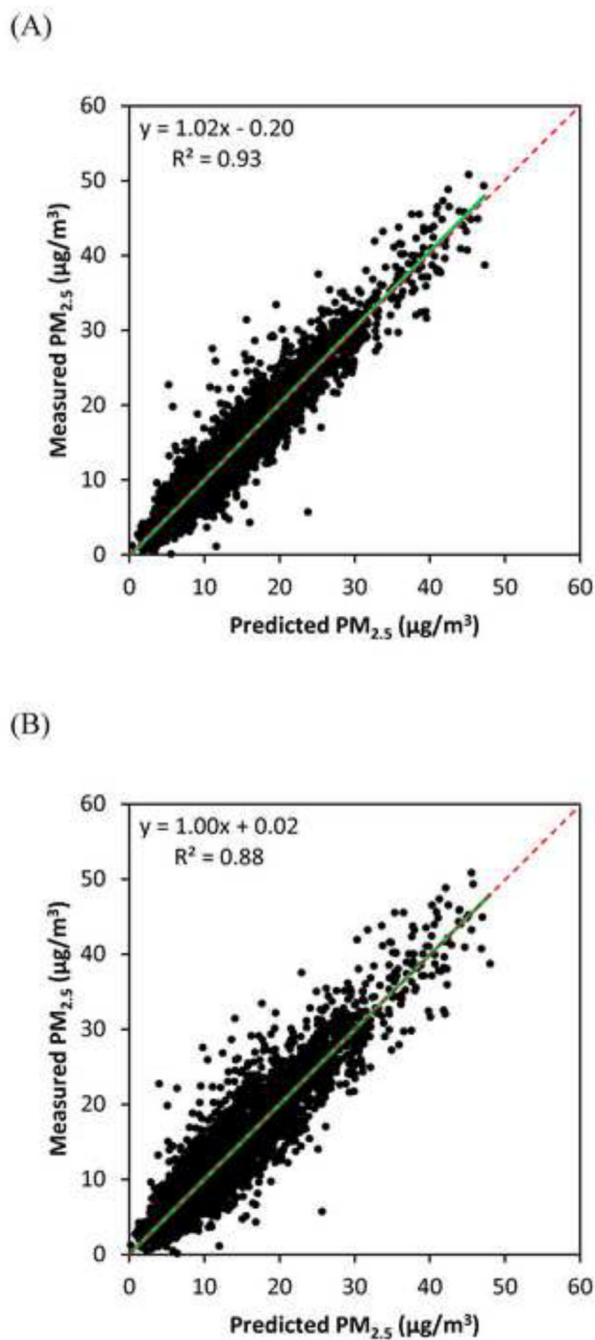 (A)
60
50
40
30
20
10
0
y = 1.02x - 0.20
R² = 0.93
Measured PM₂.₅ (µg/m³)
0 10 20 30 40 50 60
Predicted PM₂.₅ (µg/m³)
(B)
60
50
40
30
20
10
0
y = 1.00x + 0.02
R² = 0.88
Measured PM₂.₅ (µg/m³)
0 10 20 30 40 50 60
Predicted PM₂.₅ (µg/m³)